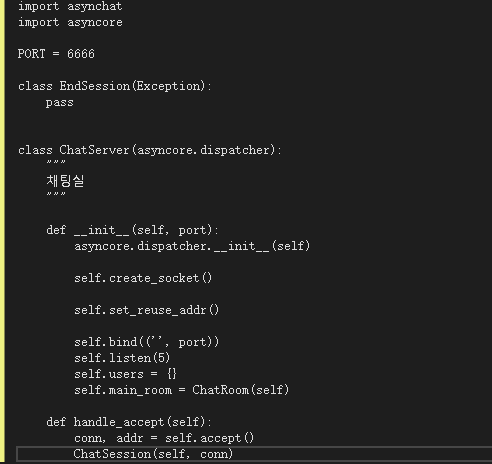 import asynchat
import asyncore
PORT = 6666
class EndSession(Exception):
    pass
class ChatServer(asyncore.dispatcher):
    """
    채팅실
    """
    def __init__(self, port):
        asyncore.dispatcher.__init__(self)
        self.create_socket()
        self.set_reuse_addr()
        self.bind(('', port))
        self.listen(5)
        self.users = {}
        self.main_room = ChatRoom(self)
    def handle_accept(self):
        conn, addr = self.accept()
        ChatSession(self, conn)